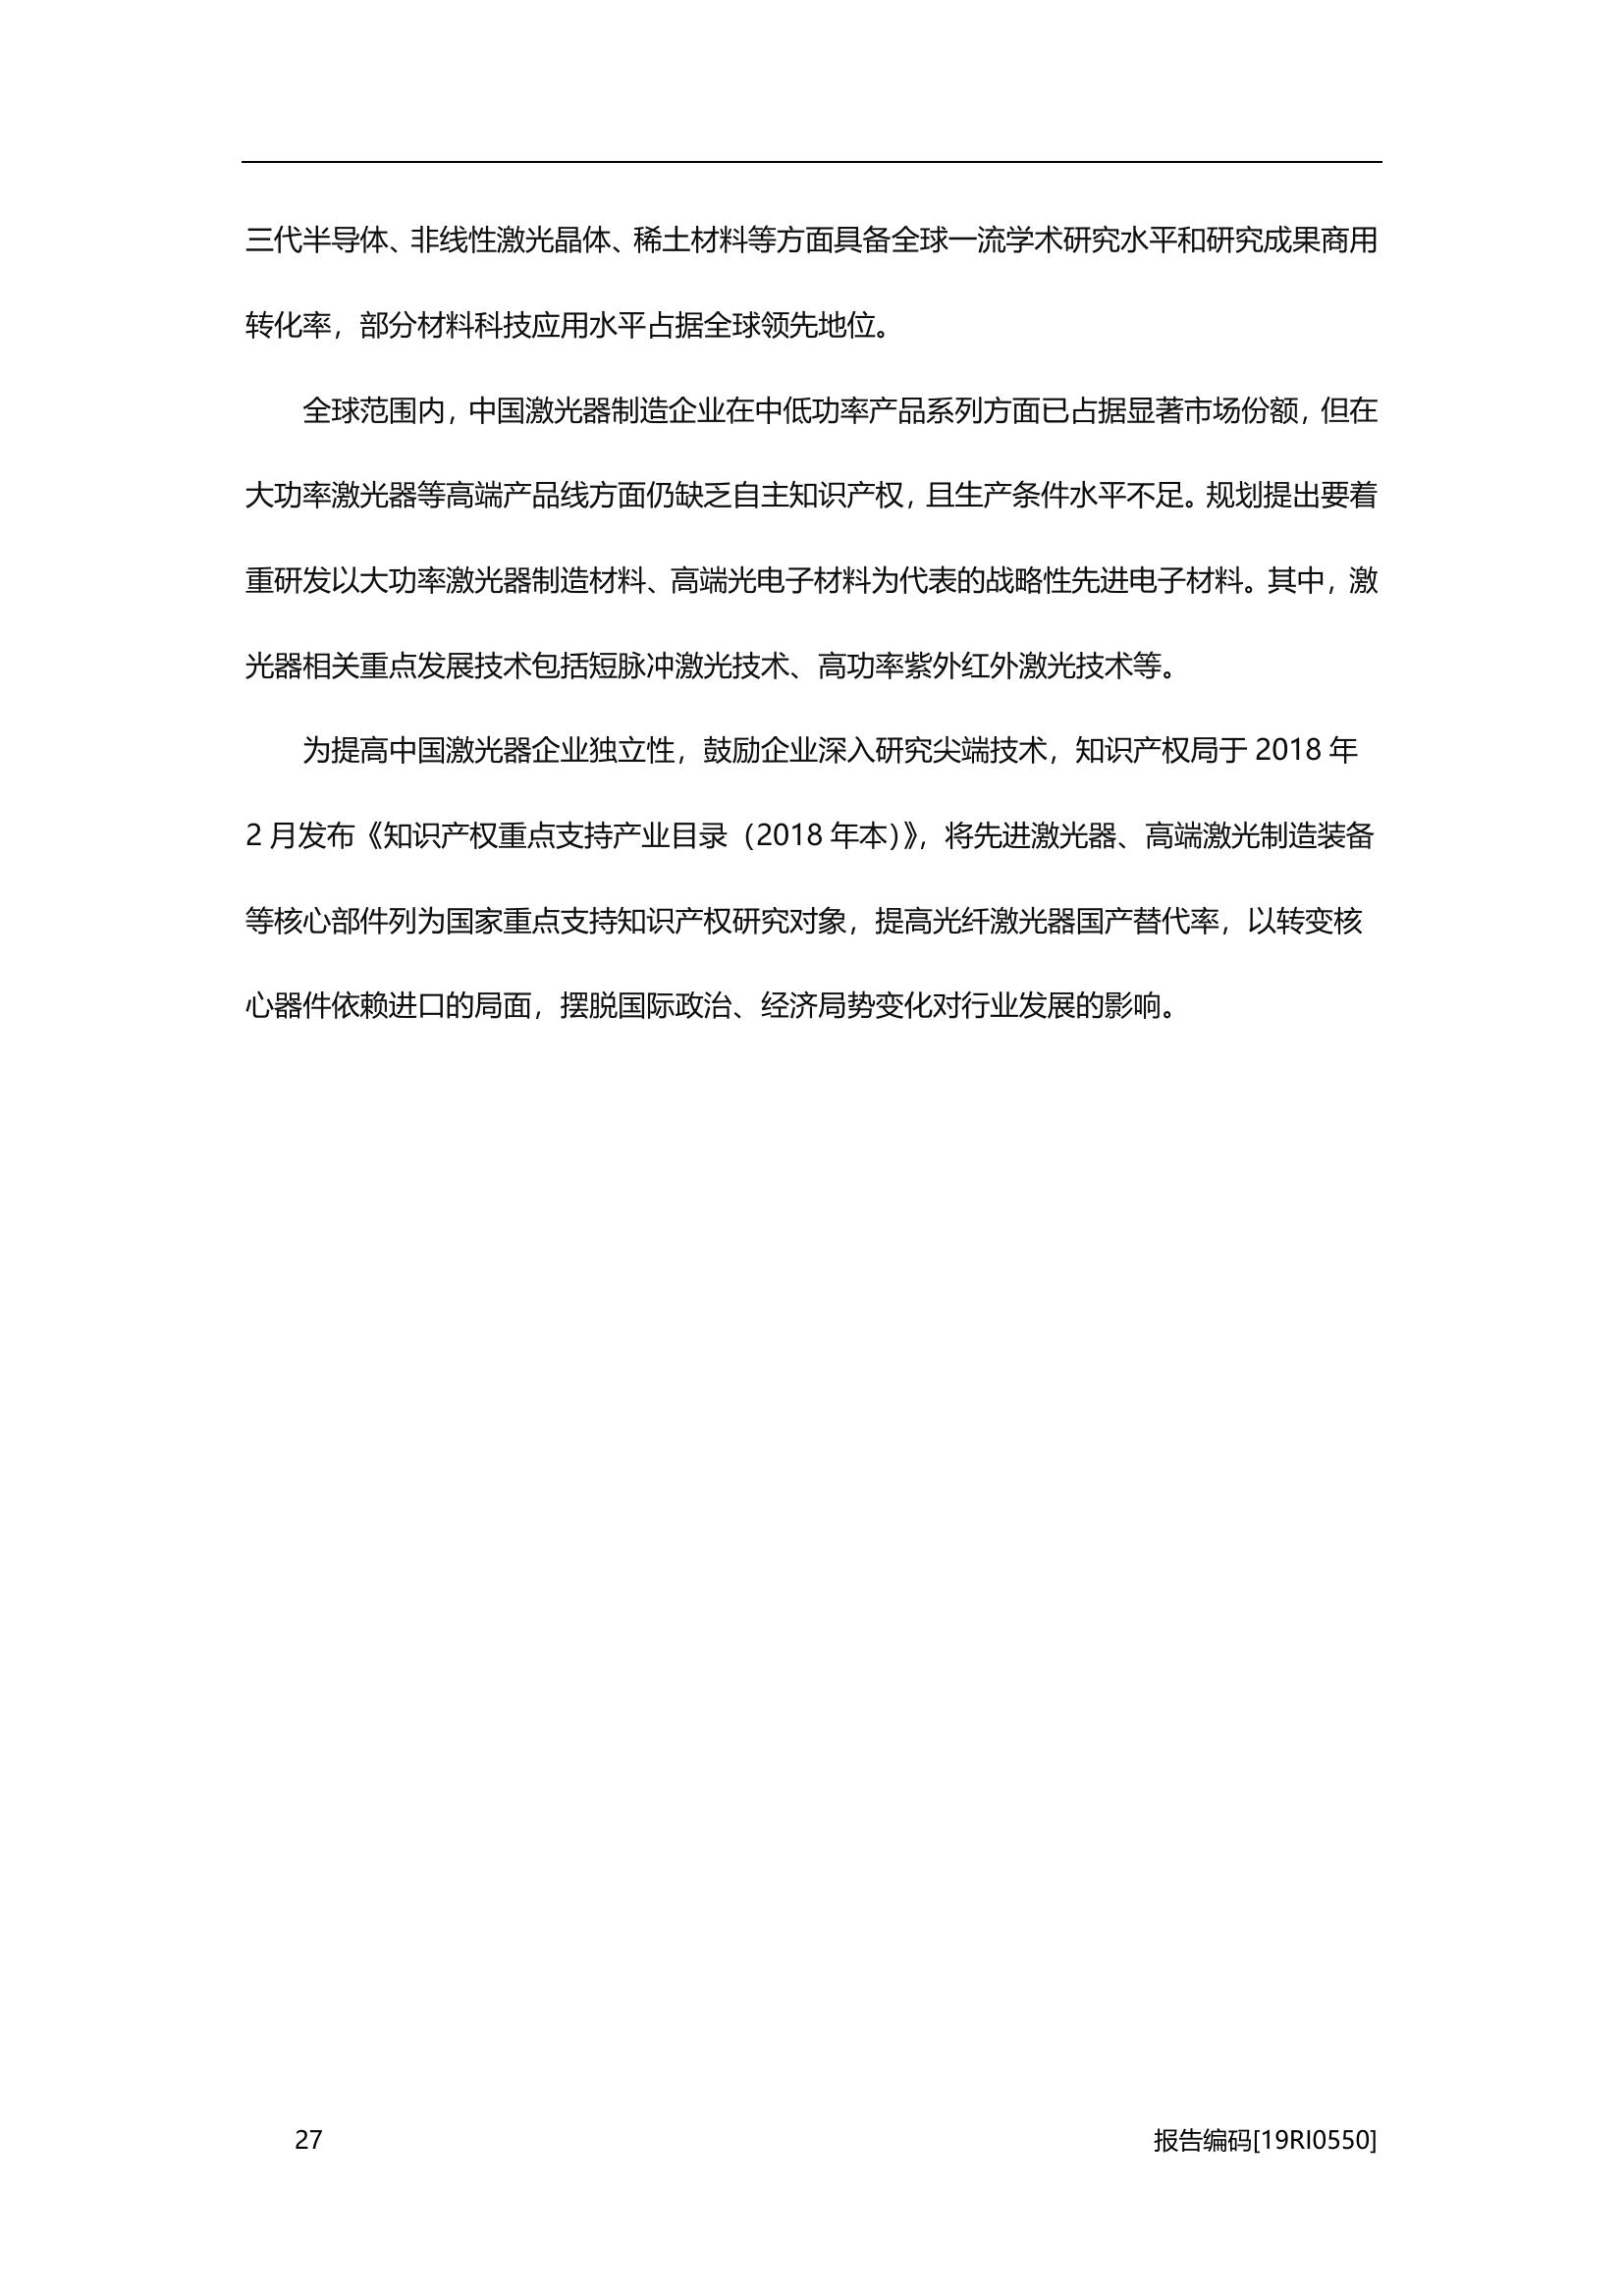 三代半导体、非线性激光晶体、稀土材料等方面具备全球一流学术研究水平和研究成果商用
转化率，部分材料科技应用水平占据全球领先地位。
全球范围内，中国激光器制造企业在中低功率产品系列方面已占据显著市场份额，但在
大功率激光器等高端产品线方面仍缺乏自主知识产权，且生产条件水平不足。规划提出要着
重研发以大功率激光器制造材料、高端光电子材料为代表的战略性先进电子材料。其中，激
光器相关重点发展技术包括短脉冲激光技术、高功率紫外红外激光技术等。
为提高中国激光器企业独立性，鼓励企业深入研究尖端技术，知识产权局于 2018 年
2 月发布《知识产权重点支持产业目录（2018 年本）》，将先进激光器、高端激光制造装备
等核心部件列为国家重点支持知识产权研究对象，提高光纤激光器国产替代率，以转变核
心器件依赖进口的局面，摆脱国际政治、经济局势变化对行业发展的影响。
27 报告编码[19RI0550]